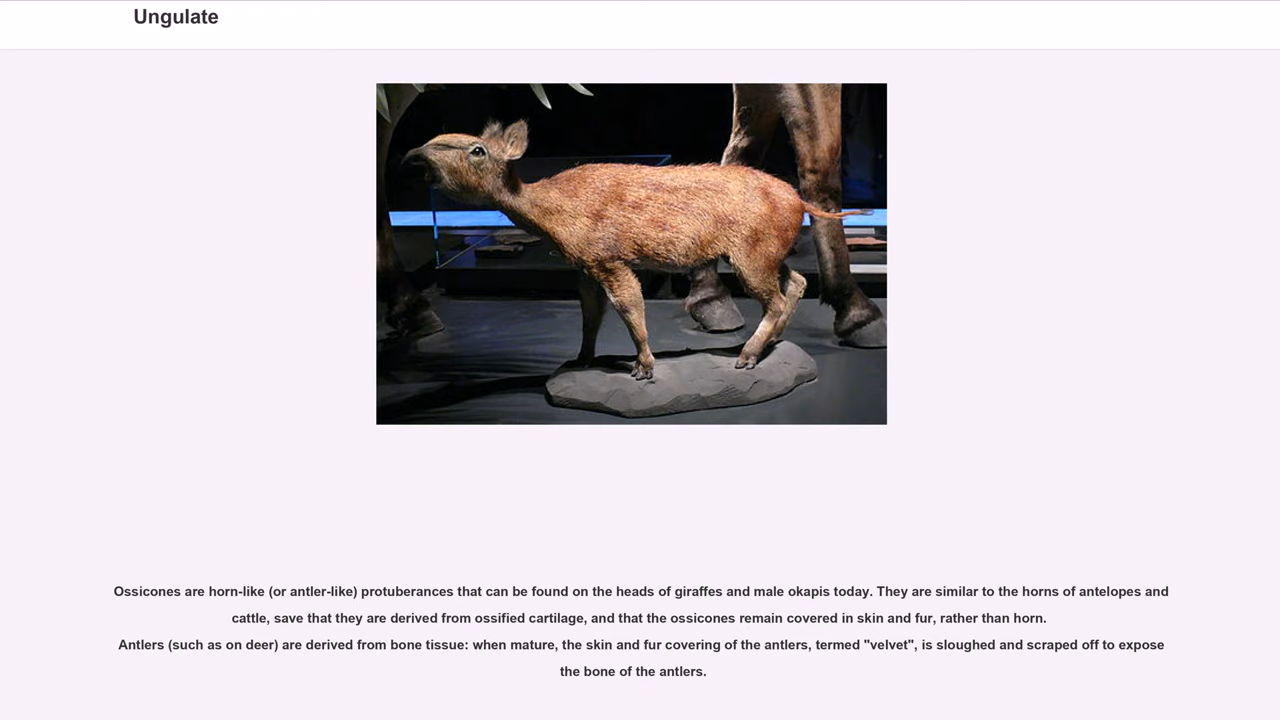 Ungulate
Ossicones are horn-like (or antler-like) protuberances that can be found on the heads of giraffes and male okapis today. They are similar to the horns of antelopes and
cattle, save that they are derived from ossified cartilage, and that the ossicones remain covered in skin and fur, rather than horn.
Antlers (such as on deer) are derived from bone tissue: when mature, the skin and fur covering of the antlers, termed "velvet", is sloughed and scraped off to expose
the bone of the antlers.